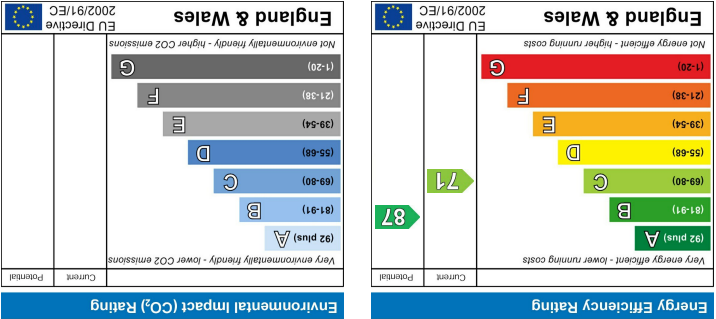 Energy Efficiency Rating
Current Potential
Very energy efficient - lower running costs
(92 plus) A
(81-91) B
(69-80) C
(55-68) D
(39-54) E
(21-38) F
(1-20) G
71
87
Not energy efficient - higher running costs
England & Wales
EU Directive
2002/91/EC
Environmental Impact (CO₂) Rating
Current Potential
Very environmentally friendly - lower CO2 emissions
(92 plus) A
(81-91) B
(69-80) C
(55-68) D
(39-54) E
(21-38) F
(1-20) G
Not environmentally friendly - higher CO2 emissions
England & Wales
EU Directive
2002/91/EC